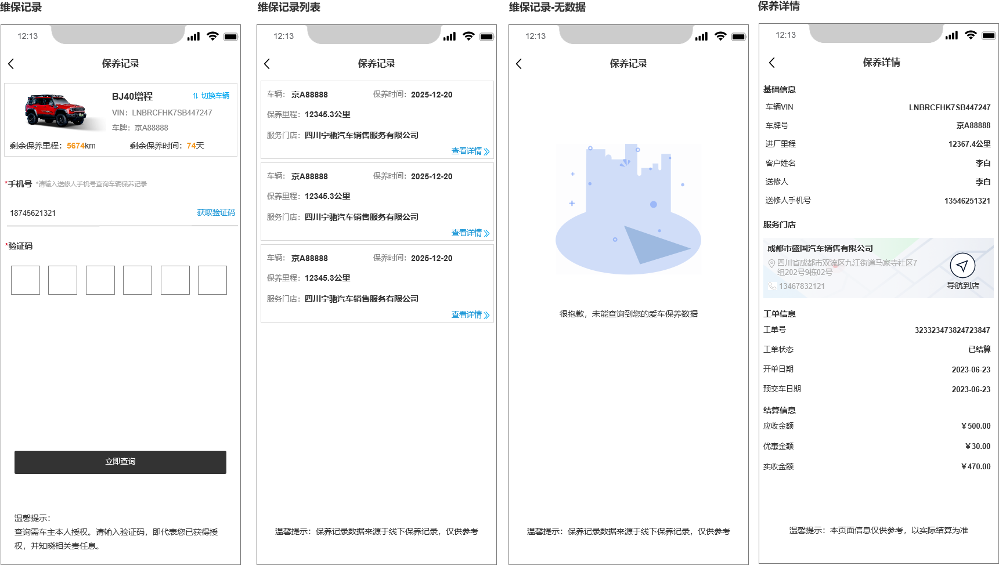 维保记录
12:13
保养记录
BJ40增程
切换车辆
VIN：LNBRCFHK7SB447247
车牌：京A88888
剩余保养里程：5674km
剩余保养时间：74天
*手机号 *请输入送修人手机号查询车辆保养记录
18745621321
获取验证码
*验证码
立即查询
温馨提示：
查询需车主本人授权。请输入验证码，即代表您已获得授
权，并知晓相关责任息。
维保记录列表
12:13
保养记录
车辆：京A88888
保养时间：2025-12-20
保养里程：12345.3公里
服务门店：四川宁驰汽车销售服务有限公司
查看详情
车辆：京A88888
保养时间：2025-12-20
保养里程：12345.3公里
服务门店：四川宁驰汽车销售服务有限公司
查看详情
车辆：京A88888
保养时间：2025-12-20
保养里程：12345.3公里
服务门店：四川宁驰汽车销售服务有限公司
查看详情
温馨提示：保养记录数据来源于线下保养记录，仅供参考
维保记录-无数据
12:13
保养记录
很抱歉，未能查询到您的爱车保养数据
温馨提示：保养记录数据来源于线下保养记录，仅供参考
保养详情
12:13
保养详情
基础信息
车辆VIN LNBRCFHK7SB447247
车牌号 京A88888
进厂里程 12367.4公里
客户姓名 李白
送修人 李白
送修人手机号 13546251321
服务门店
成都市盛国汽车销售有限公司
四川省成都市双流区九江街道马家寺社区7
组202号9栋02号
13467832121
导航到店
工单信息
工单号 323323473824723847
工单状态 已结算
开单日期 2023-06-23
预交车日期 2023-06-23
结算信息
应收金额 ￥500.00
优惠金额 ￥30.00
实收金额 ￥470.00
温馨提示：本页面信息仅供参考，以实际结算为准